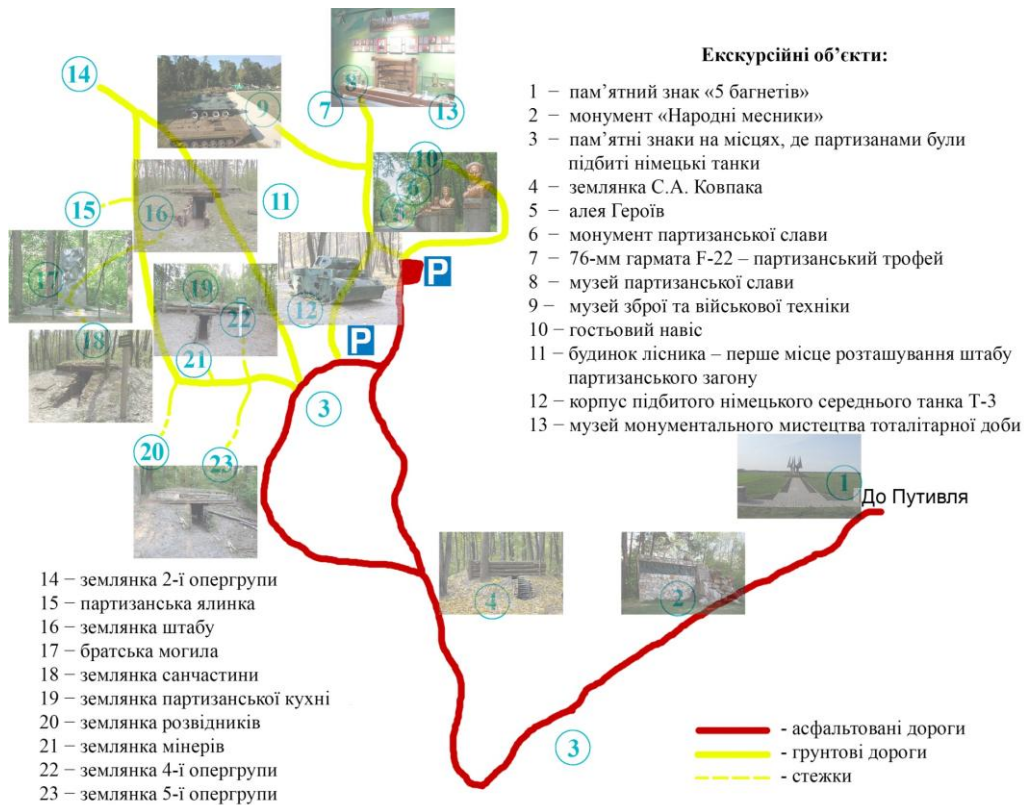 Екскурсійні об’єкти:
1 – пам’ятний знак «5 багнетів»
2 – монумент «Народні месники»
3 – пам’ятні знаки на місцях, де партизанами були
підбиті німецькі танки
4 – землянка С.А. Ковпака
5 – алея Героїв
6 – монумент партизанської слави
7 – 76-мм гармата F-22 – партизанський трофей
8 – музей партизанської слави
9 – музей зброї та військової техніки
10 – гостьовий навіс
11 – будинок лісника – перше місце розташування штабу
партизанського загону
12 – корпус підбитого німецького середнього танка Т-3
13 – музей монументального мистецтва тоталітарної доби
14
9
8
7
13
10
6
5
15
16
11
17
19
22
12
P
P
18
21
3
20
23
1
До Путивля
4
2
3
14 – землянка 2-ї опергрупи
15 – партизанська ялинка
16 – землянка штабу
17 – братська могила
18 – землянка санчастини
19 – землянка партизанської кухні
20 – землянка розвідників
21 – землянка мінерів
22 – землянка 4-ї опергрупи
23 – землянка 5-ї опергрупи
- асфальтовані дороги
- грунтові дороги
- стежки